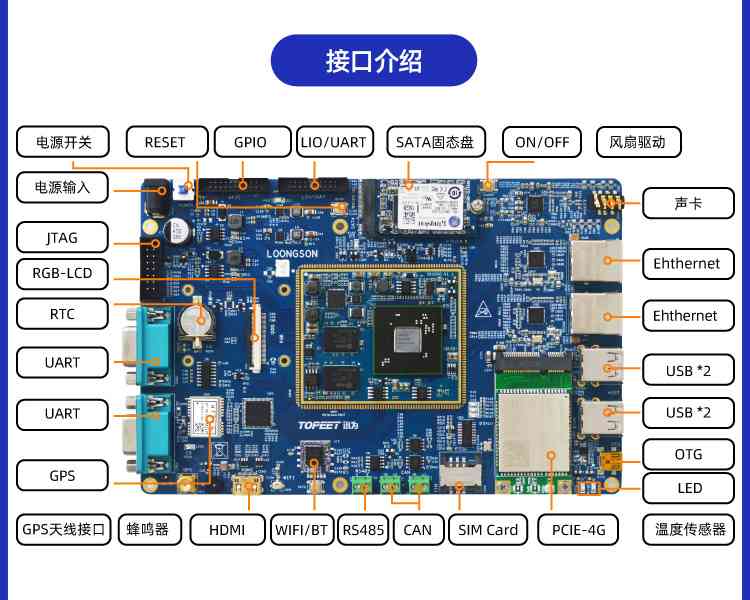 接口介绍
电源开关
RESET
GPIO
LIO/UART
SATA固态盘
ON/OFF
风扇驱动
电源输入
声卡
JTAG
LOONGSON
Ehthernet
RGB-LCD
RTC
Ehthernet
UART
USB *2
UART
USB *2
TOPEET 讯为
OTG
GPS
LED
GPS天线接口
蜂鸣器
HDMI
WIFI/BT
RS485
CAN
SIM Card
PCIE-4G
温度传感器